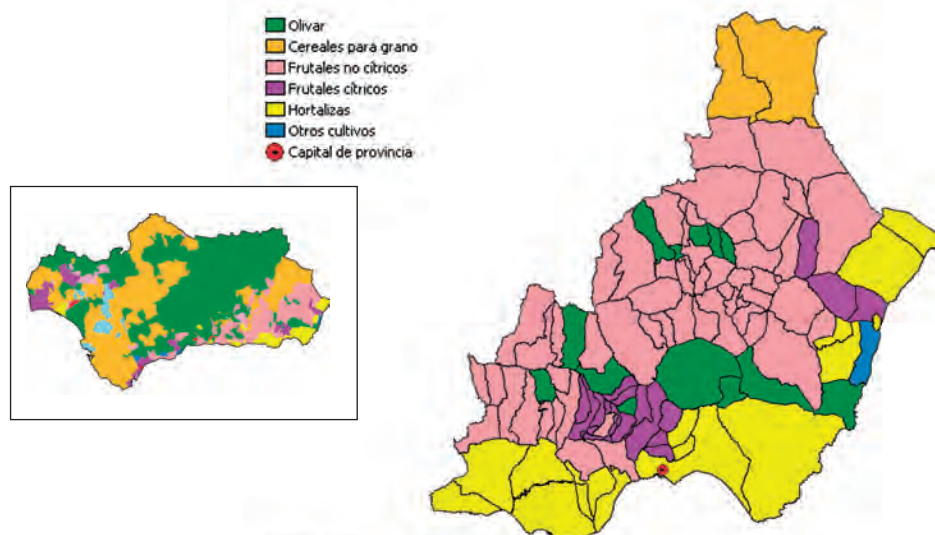 Olivar
Cereales para grano
Frutales no cítricos
Frutales cítricos
Hortalizas
Otros cultivos
Capital de provincia